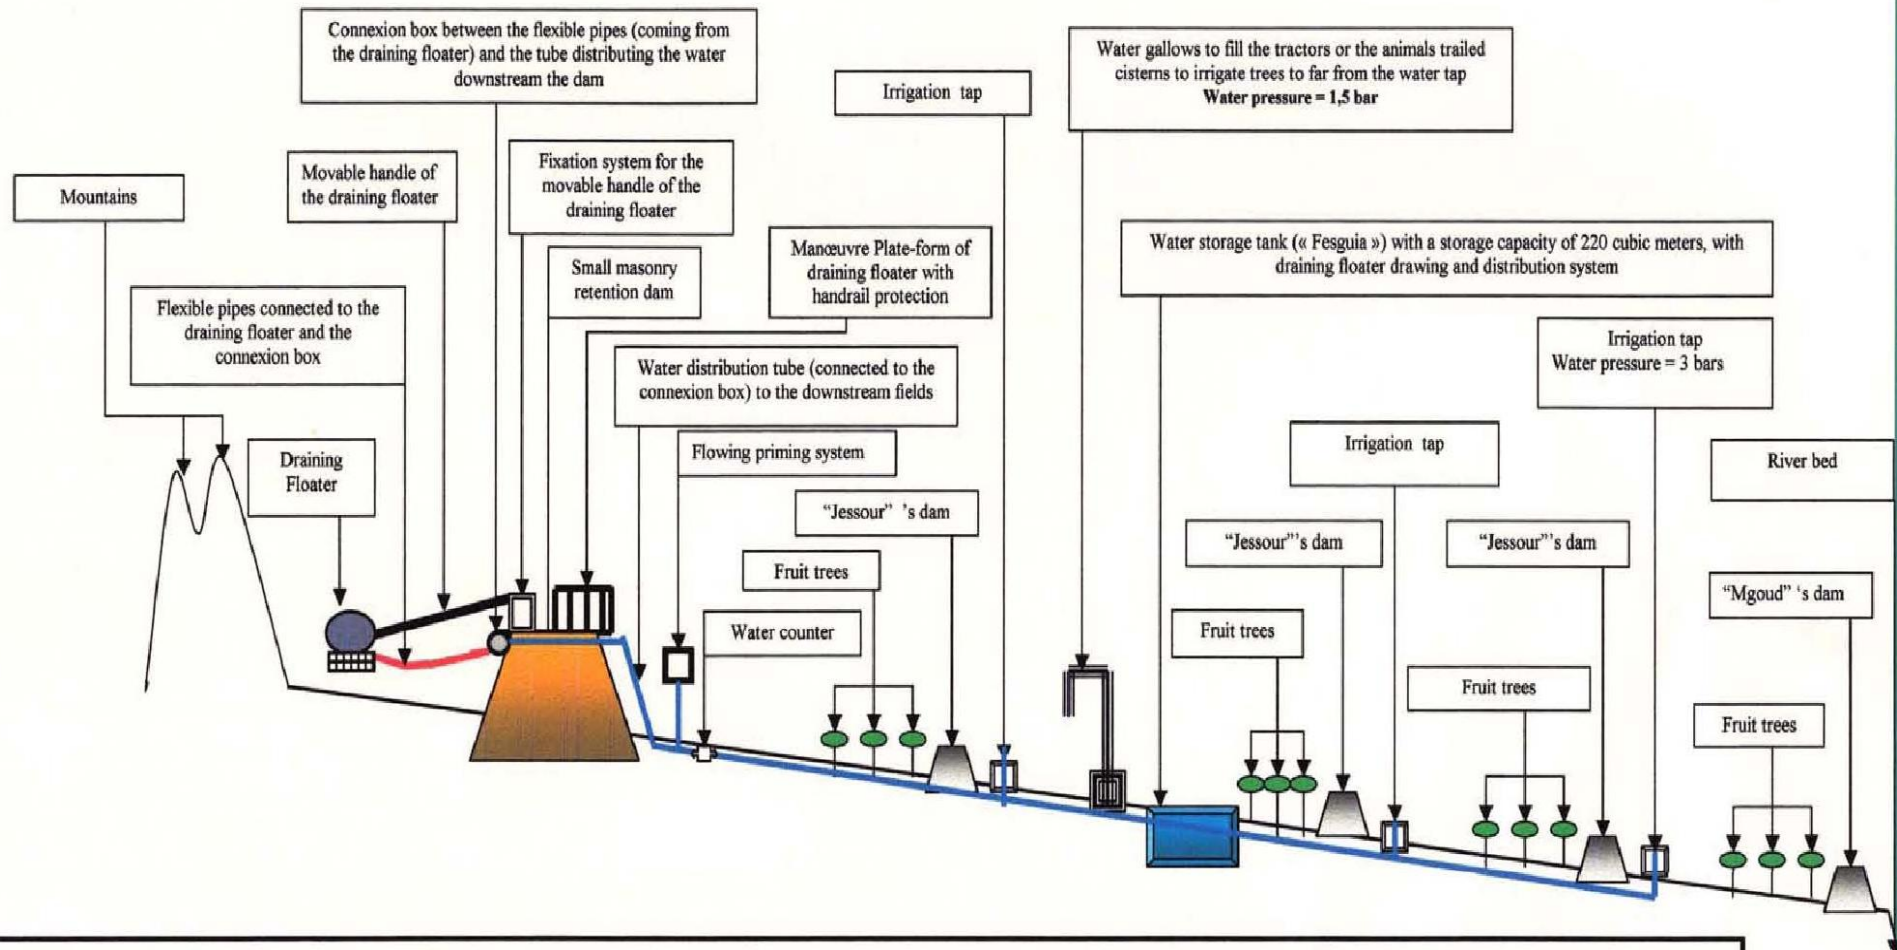 Connexion box between the flexible pipes (coming from
the draining floater) and the tube distributing the water
downstream the dam
Water gallows to fill the tractors or the animals trailed
cisterns to irrigate trees to far from the water tap
Water pressure = 1,5 bar
Irrigation tap
Mountains
Movable handle of
the draining floater
Fixation system for the
movable handle of the
draining floater
Small masonry
retention dam
Manœuvre Plate-form of
draining floater with
handrail protection
Water storage tank (« Fesguia ») with a storage capacity of 220 cubic meters, with
draining floater drawing and distribution system
Flexible pipes connected to the
draining floater and the
connexion box
Water distribution tube (connected to the
connexion box) to the downstream fields
Irrigation tap
Water pressure = 3 bars
Draining
Floater
Flowing priming system
Irrigation tap
River bed
“Jessour” ’s dam
“Jessour”’s dam
“Jessour”’s dam
Fruit trees
“Mgoud” ‘s dam
Water counter
Fruit trees
Fruit trees
Fruit trees